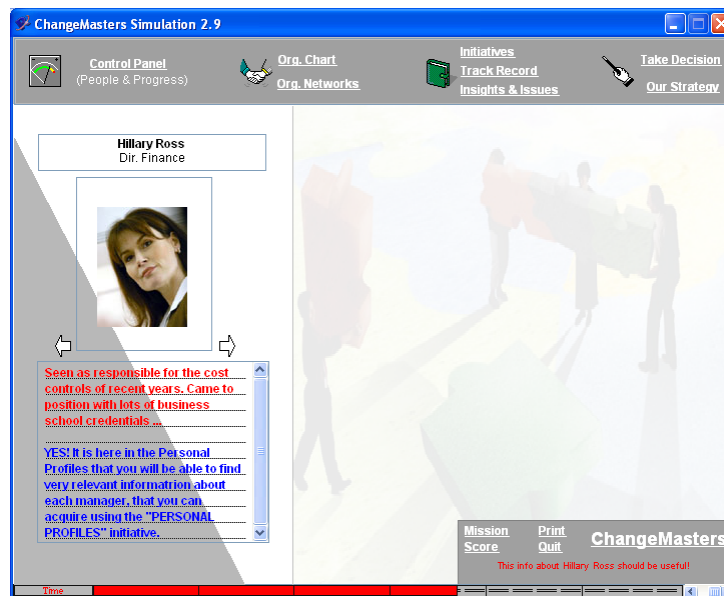 ChangeMasters Simulation 2.9
Control Panel
(People & Progress)
Org. Chart
Org. Networks
Initiatives
Track Record
Insights & Issues
Take Decision
Our Strategy
Hillary Ross
Dir. Finance
Seen as responsible for the cost
controls of recent years. Came to
position with lots of business
school credentials ...
YES! It is here in the Personal
Profiles that you will be able to find
very relevant informatrion about
each manager, that you can
acquire using the "PERSONAL
PROFILES" initiative.
Mission
Score
Print
Quit
ChangeMasters
This info about Hillary Ross should be useful!
Time